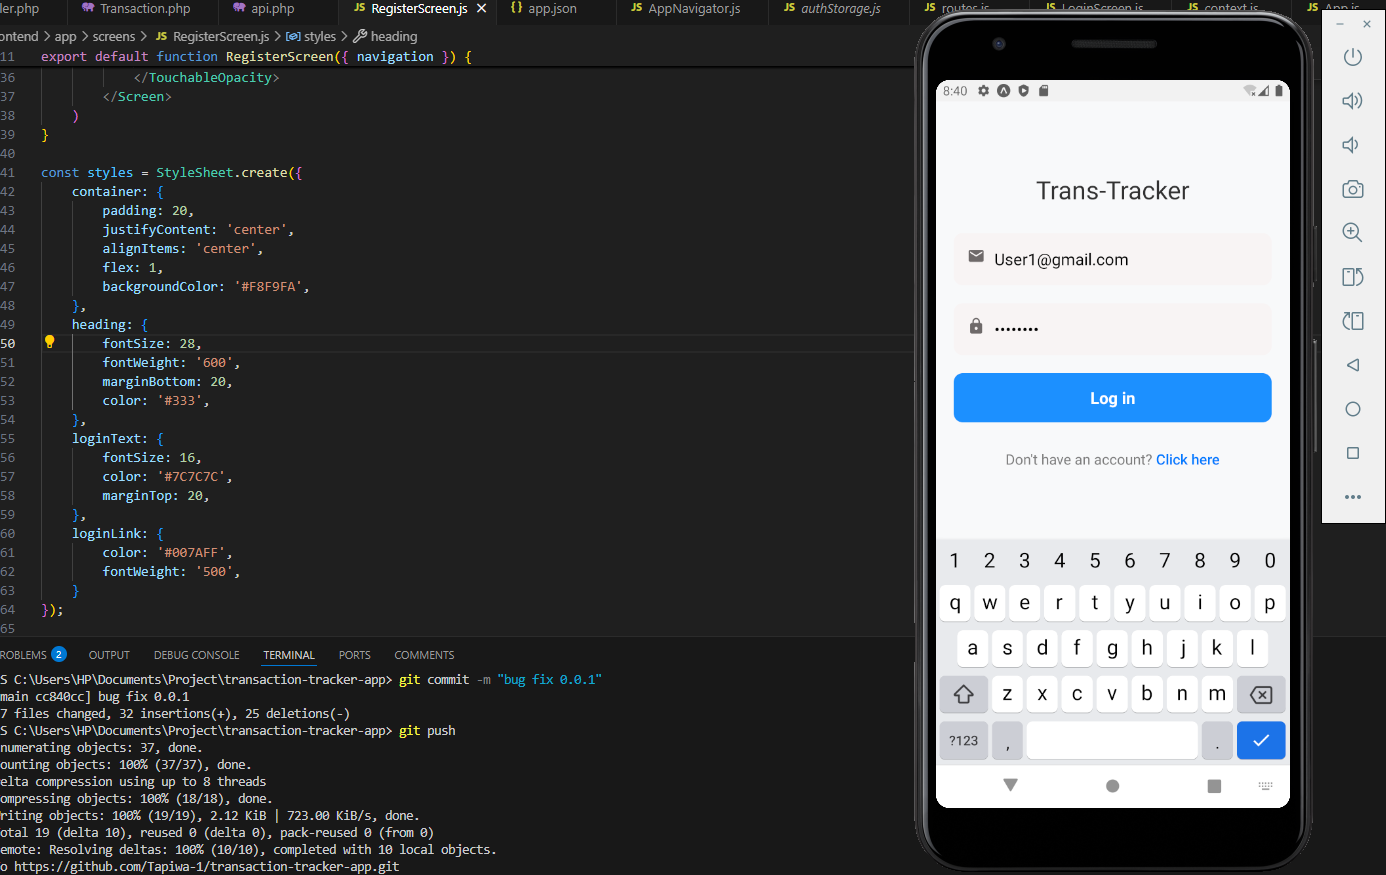 ler.php Transaction.php api.php RegisterScreen.js app.json AppNavigator.js authStorage.js routes.js LoginScreen.js context.js App.js
ontend > app > screens > RegisterScreen.js > styles > heading
11 export default function RegisterScreen({ navigation }) {
36 </TouchableOpacity>
37 </Screen>
38 )
39 }
40
41 const styles = StyleSheet.create({
42 container: {
43 padding: 20,
44 justifyContent: 'center',
45 alignItems: 'center',
46 flex: 1,
47 backgroundColor: '#F8F9FA',
48 },
49 heading: {
50 fontSize: 28,
51 fontWeight: '600',
52 marginBottom: 20,
53 color: '#333',
54 },
55 loginText: {
56 fontSize: 16,
57 color: '#7C7C7C',
58 marginTop: 20,
59 },
60 loginLink: {
61 color: '#007AFF',
62 fontWeight: '500',
63 }
64 });
65
ROBLEMS 2 OUTPUT DEBUG CONSOLE TERMINAL PORTS COMMENTS
S C:\Users\HP\Documents\Project\transaction-tracker-app> git commit -m "bug fix 0.0.1"
main cc840cc] bug fix 0.0.1
7 files changed, 32 insertions(+), 25 deletions(-)
S C:\Users\HP\Documents\Project\transaction-tracker-app> git push
numerating objects: 37, done.
ounting objects: 100% (37/37), done.
elta compression using up to 8 threads
ompressing objects: 100% (18/18), done.
riting objects: 100% (19/19), 2.12 KiB | 723.00 KiB/s, done.
otal 19 (delta 10), reused 0 (delta 0), pack-reused 0 (from 0)
emote: Resolving deltas: 100% (10/10), completed with 10 local objects.
o https://github.com/Tapiwa-1/transaction-tracker-app.git
8:40
Trans-Tracker
User1@gmail.com
••••••••
Log in
Don't have an account? Click here
1 2 3 4 5 6 7 8 9 0
q w e r t y u i o p
a s d f g h j k l
z x c v b n m
?123 , .